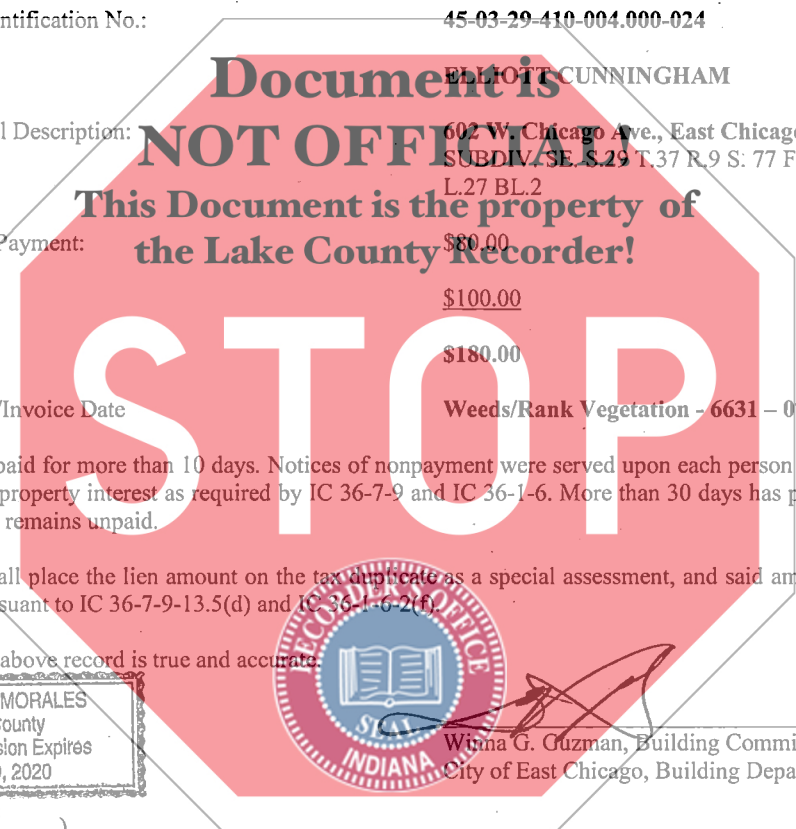 ntification No.: 45-03-29-410-004.000-024
Document is
ELLIOTT CUNNINGHAM
l Description: 602 W. Chicago Ave., East Chicago
NOT OFFICIAL!
SUBDIV. SE. S.29 T.37 R.9 S. 77 F
L.27 BL.2
This Document is the property of
Payment: $80.00
the Lake County Recorder!
$100.00
$180.00
STOP
/Invoice Date Weeds/Rank Vegetation - 6631 – 0
paid for more than 10 days. Notices of nonpayment were served upon each person
property interest as required by IC 36-7-9 and IC 36-1-6. More than 30 days has p
remains unpaid.
all place the lien amount on the tax duplicate as a special assessment, and said am
suant to IC 36-7-9-13.5(d) and IC 36-1-6-2(f).
above record is true and accurate.
RECORDER'S OFFICE
SEAL
INDIANA
MORALES
County
sion Expires
, 2020
G. Guzman, Building Commi
City of East Chicago, Building Depa
)